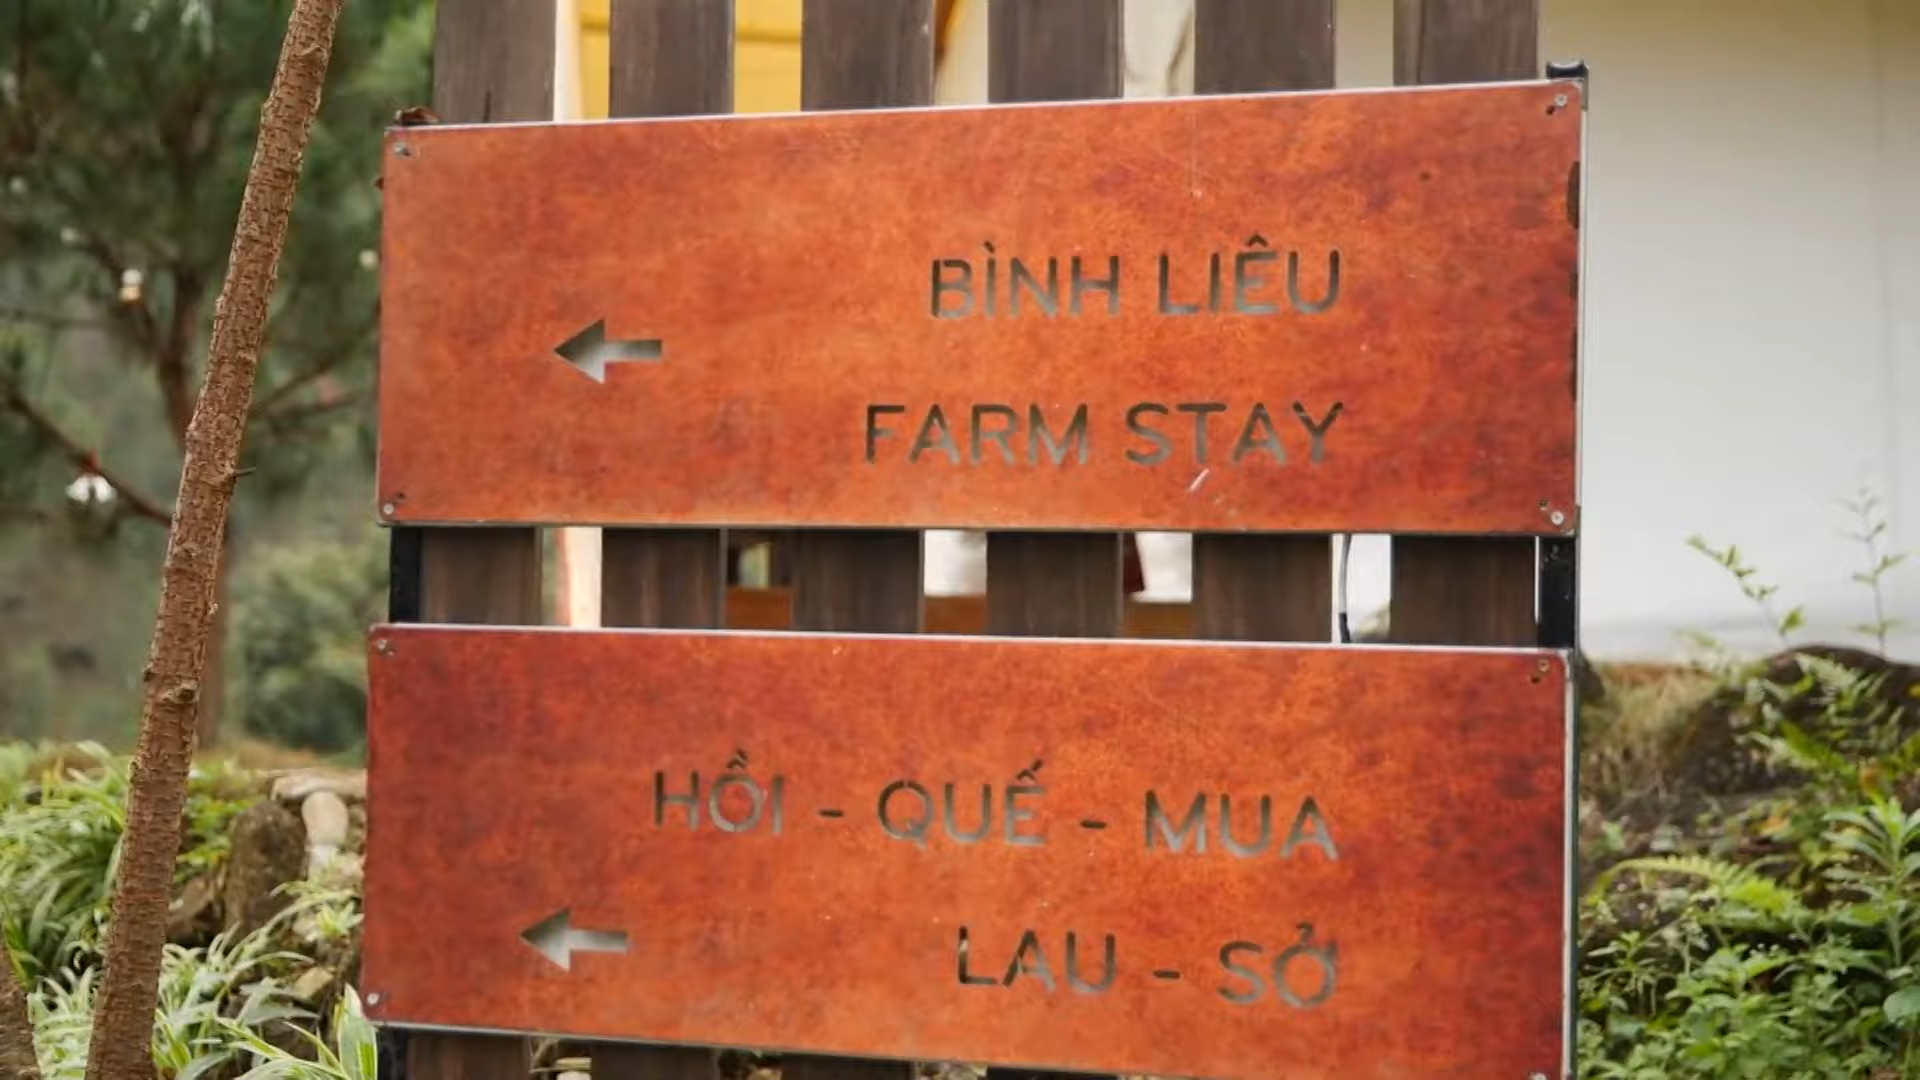 BÌNH LIÊU
FARM STAY
HỒI - QUẾ - MUA
LAU - SỞ